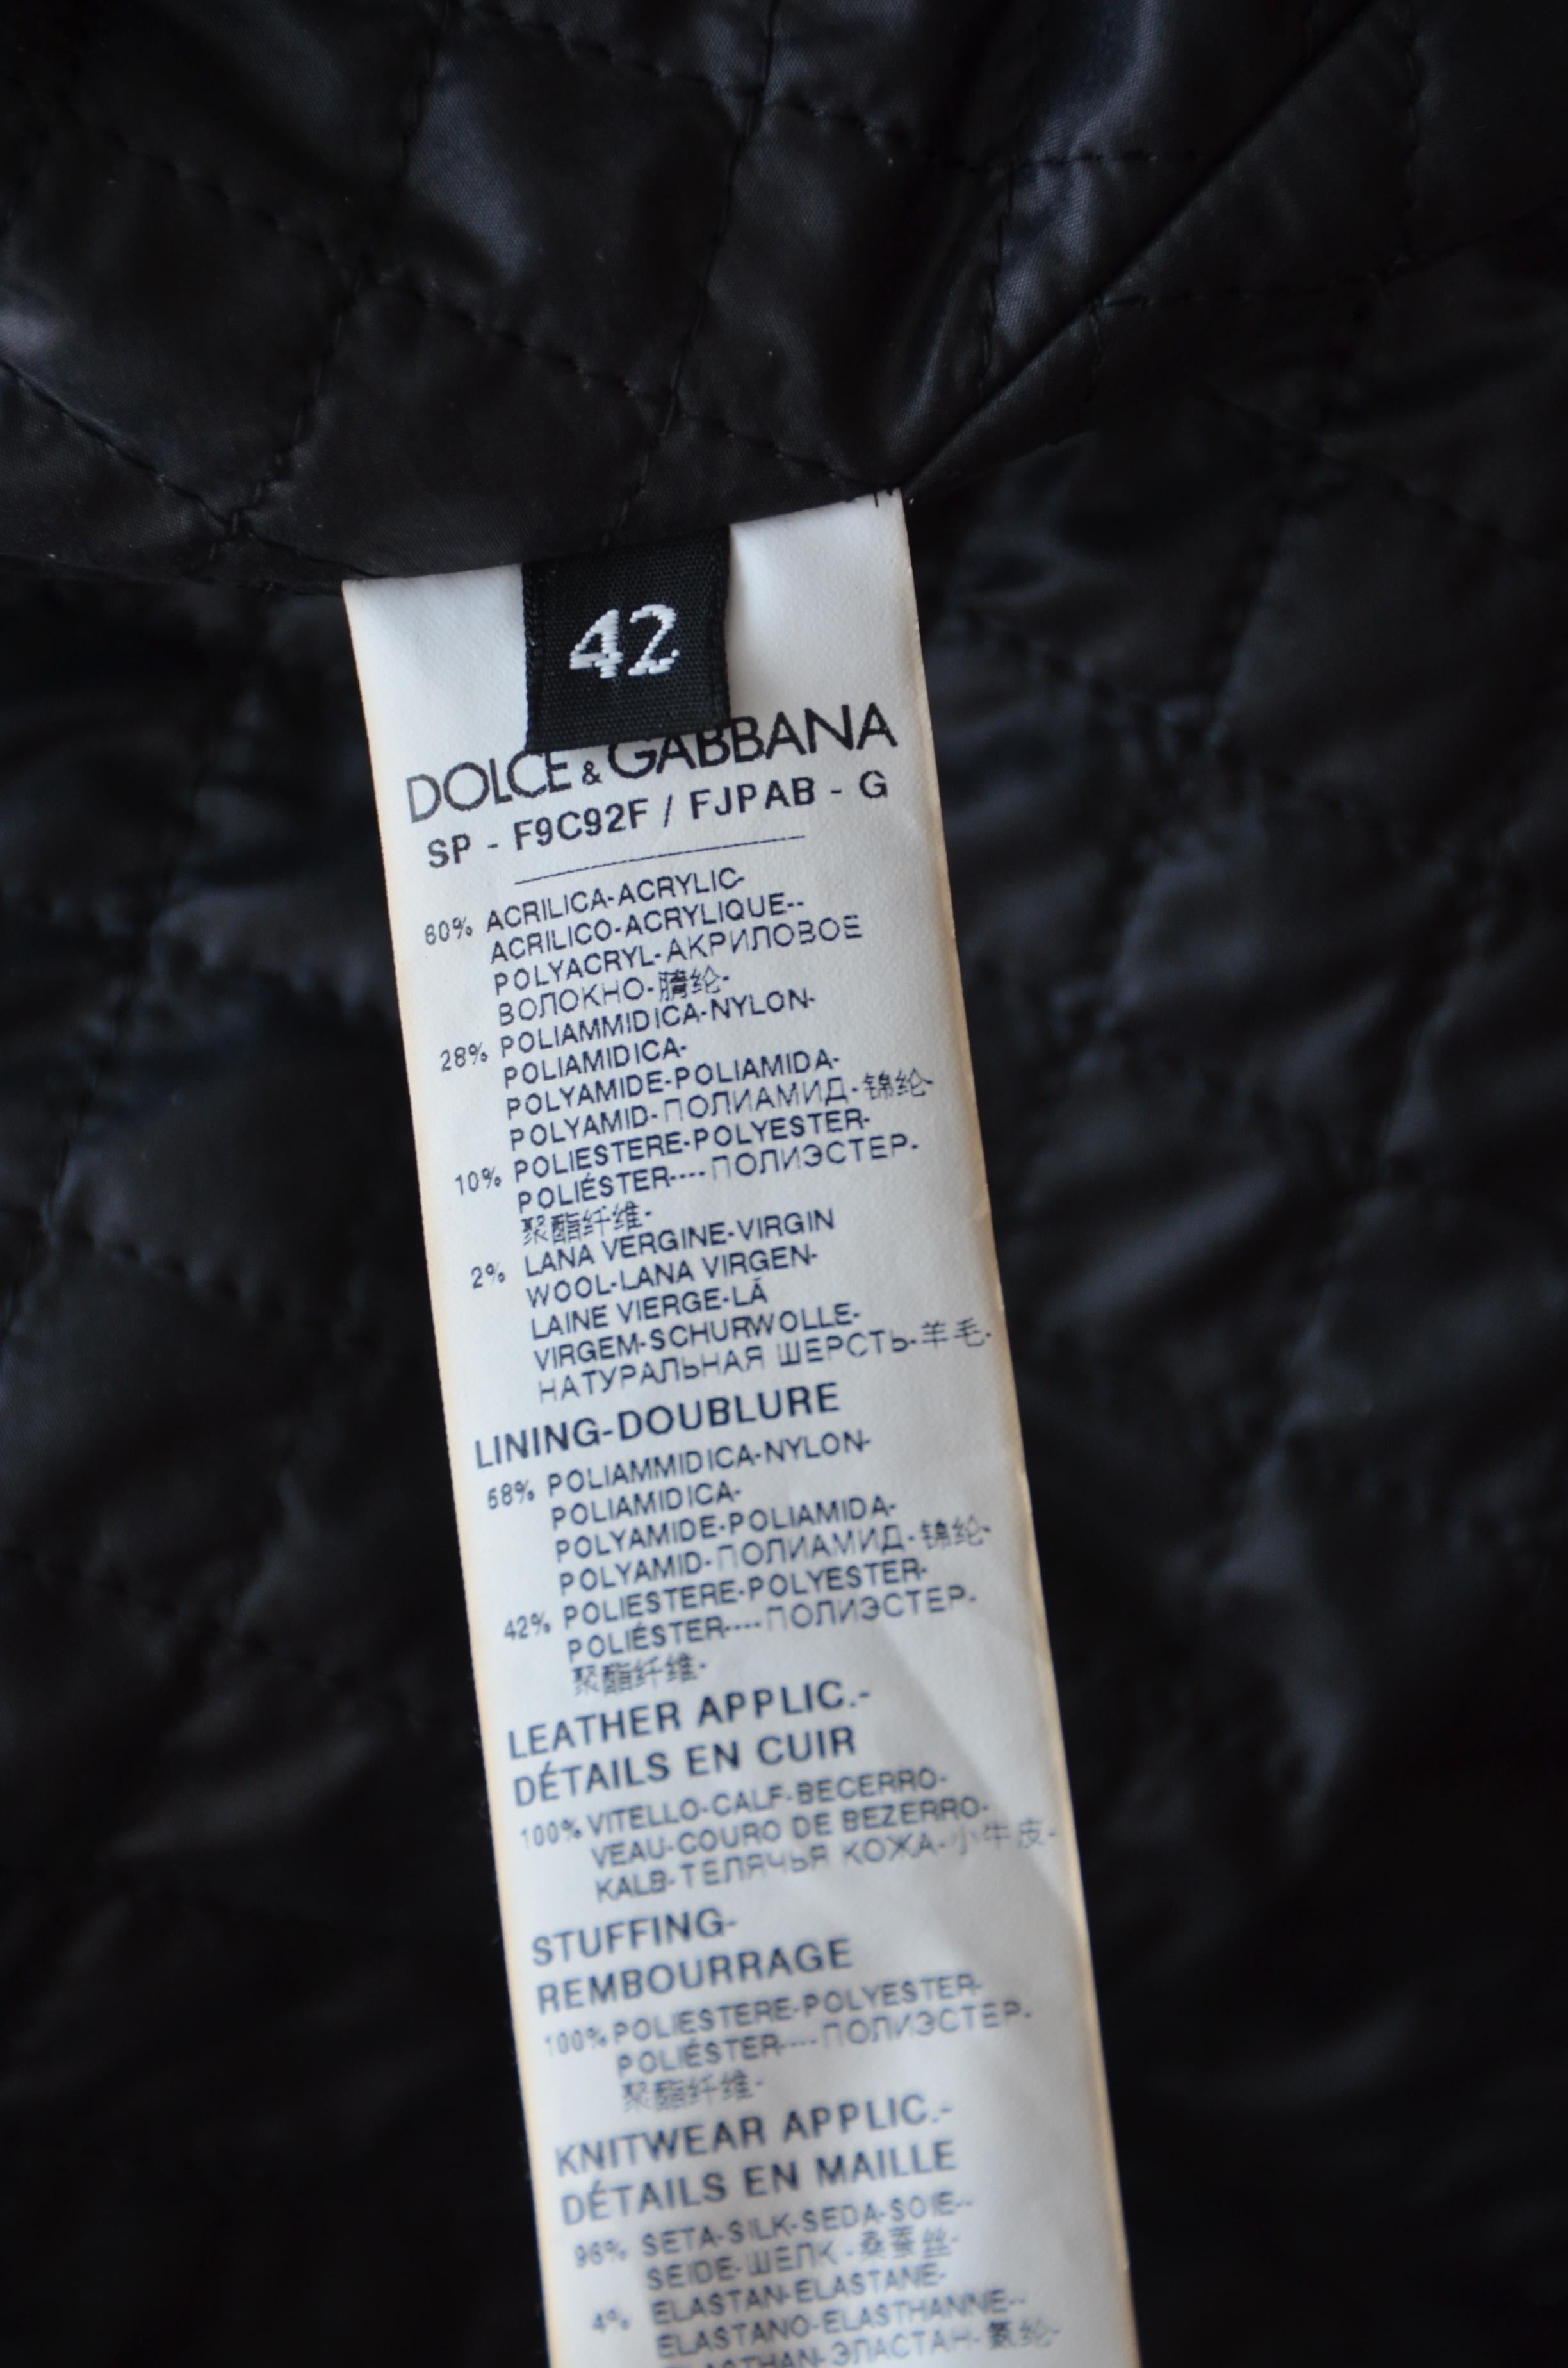 42
DOLCE & GABBANA
SP - F9C92F / FJPAB - G
60% ACRILICA-ACRYLIC-
ACRILICO-ACRYLIQUE--
POLYACRYL-АКРИЛОВОЕ
ВОЛОКНО-腈纶-
28% POLIAMMIDICA-NYLON-
POLIAMIDICA-
POLYAMIDE-POLIAMIDA-
POLYAMID-ПОЛИАМИД-锦纶-
10% POLIESTERE-POLYESTER-
POLIÉSTER----ПОЛИЭСТЕР-
聚酯纤维-
2% LANA VERGINE-VIRGIN
WOOL-LANA VIRGEN-
LAINE VIERGE-LÃ
VIRGEM-SCHURWOLLE-
НАТУРАЛЬНАЯ ШЕРСТЬ-羊毛-
LINING-DOUBLURE
58% POLIAMMIDICA-NYLON-
POLIAMIDICA-
POLYAMIDE-POLIAMIDA-
POLYAMID-ПОЛИАМИД-锦纶-
42% POLIESTERE-POLYESTER-
POLIÉSTER----ПОЛИЭСТЕР-
聚酯纤维-
LEATHER APPLIC.-
DÉTAILS EN CUIR
100% VITELLO-CALF-BECERRO-
VEAU-COURO DE BEZERRO-
KALB-ТЕЛЯЧЬЯ КОЖА-小牛皮-
STUFFING-
REMBOURRAGE
100% POLIESTERE-POLYESTER-
POLIÉSTER----ПОЛИЭСТЕР-
聚酯纤维-
KNITWEAR APPLIC.-
DÉTAILS EN MAILLE
96% SETA-SILK-SEDA-SOIE--
SEIDE-ШЕЛК-桑蚕丝-
4% ELASTAN-ELASTANE-
ELASTANO-ELASTHANNE--
ELASTHAN-ЭЛАСТАН-氨纶-